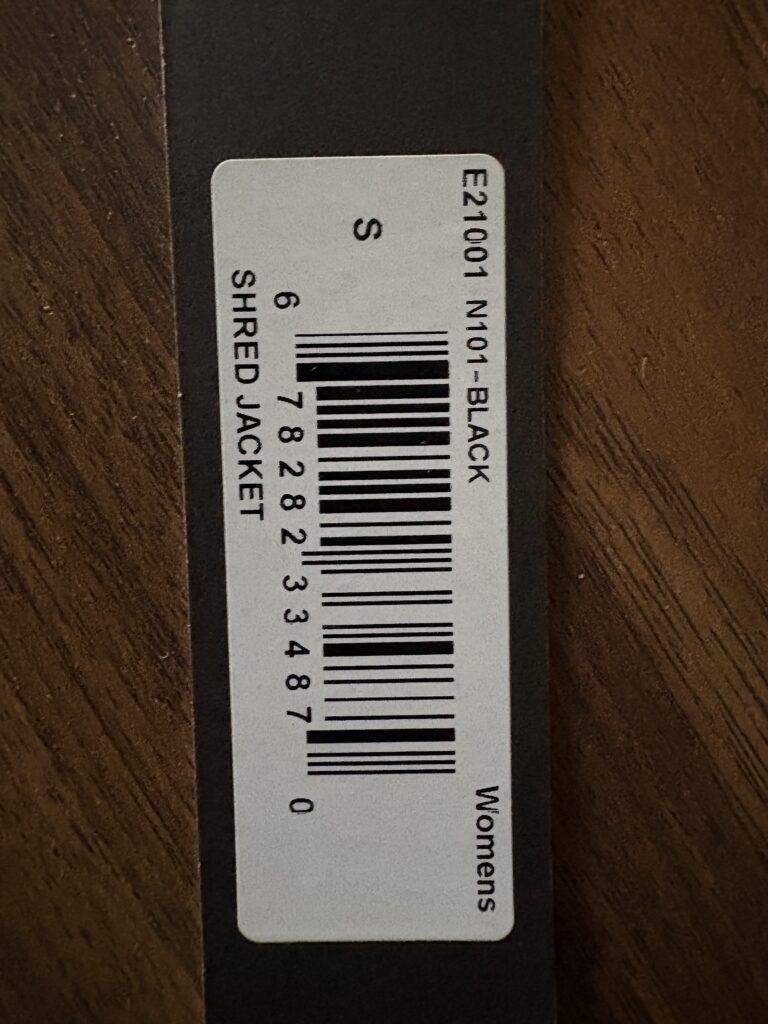 E21001 N101-BLACK Womens
S
6 78282 33487 0
SHRED JACKET